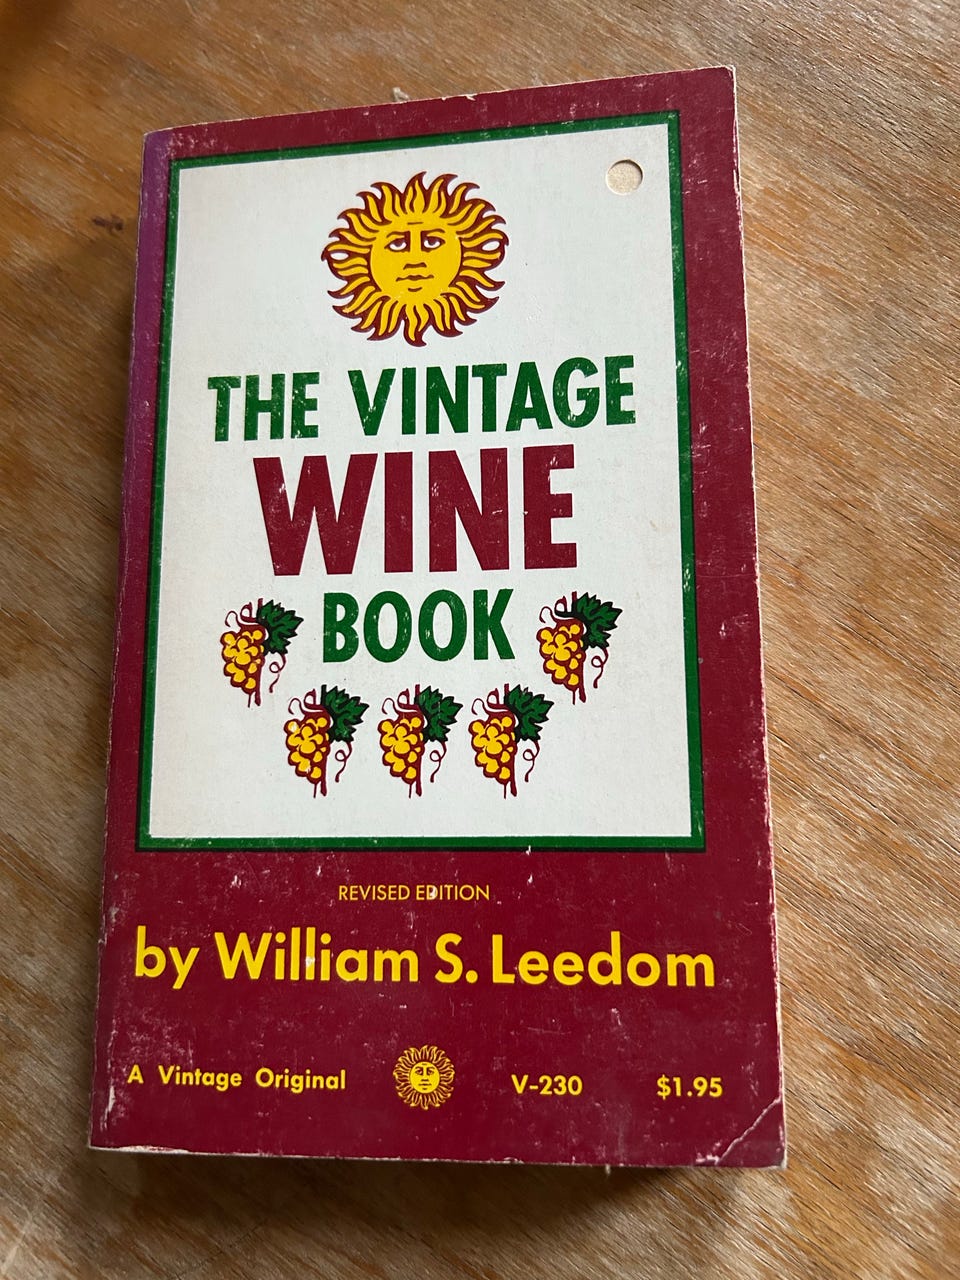 THE VINTAGE
WINE
BOOK
REVISED EDITION
by William S. Leedom
A Vintage Original V-230 $1.95